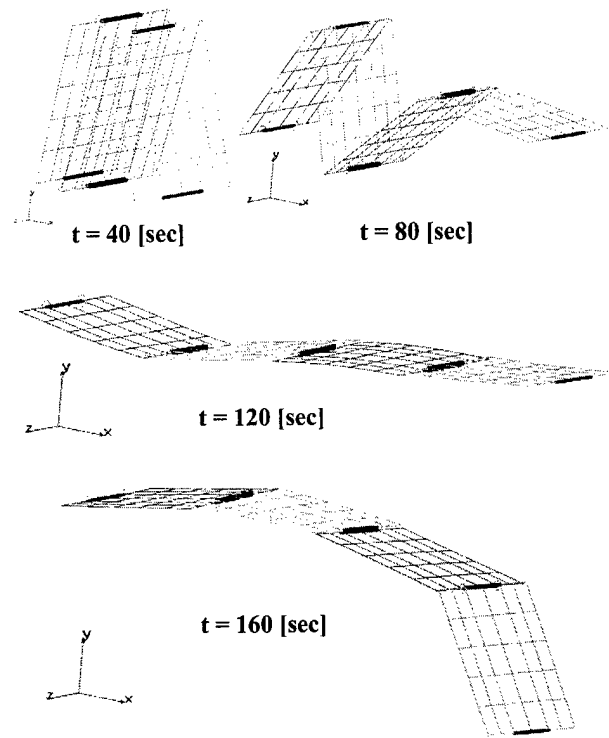 y
z
x
t = 40 [sec]
y
z
x
t = 80 [sec]
y
z
x
t = 120 [sec]
y
z
x
t = 160 [sec]